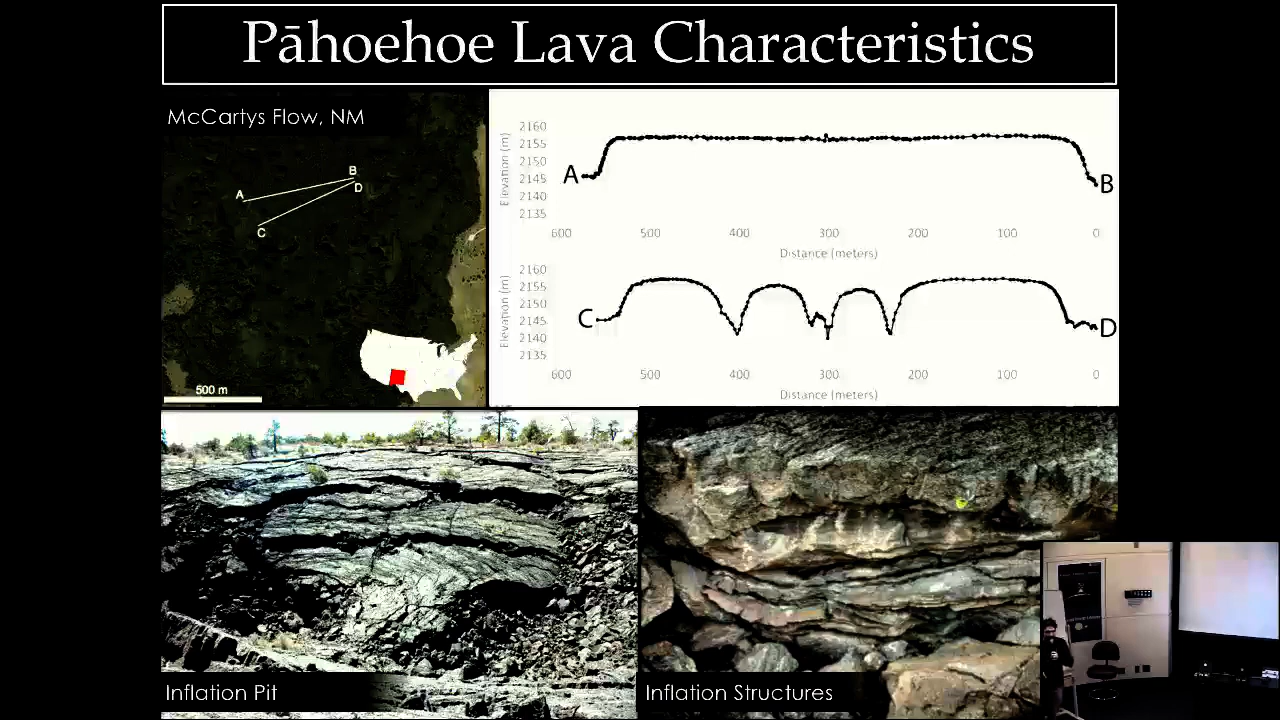 Pāhoehoe Lava Characteristics
McCartys Flow, NM
A
B
D
C
500 m
Elevation (m)
2160
2155
2150
2145
2140
2135
A
B
600 500 400 300 200 100 0
Distance (meters)
Elevation (m)
2160
2155
2150
2145
2140
2135
C
D
600 500 400 300 200 100 0
Distance (meters)
Inflation Pit
Inflation Structures